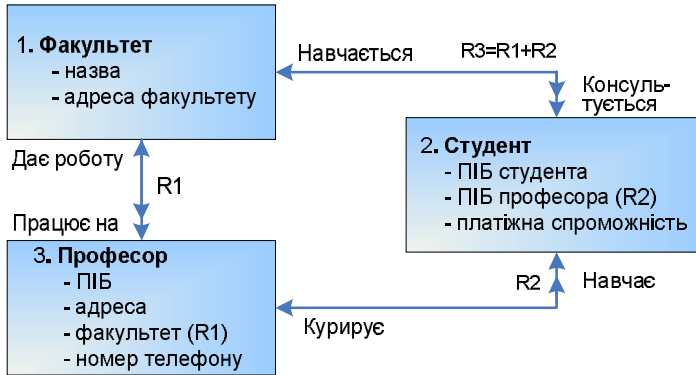 1. Факультет
- назва
- адреса факультету
Навчається
R3=R1+R2
Консуль-
тується
Дає роботу
R1
Працює на
2. Студент
- ПІБ студента
- ПІБ професора (R2)
- платіжна спроможність
3. Професор
- ПІБ
- адреса
- факультет (R1)
- номер телефону
R2
Навчає
Курирує